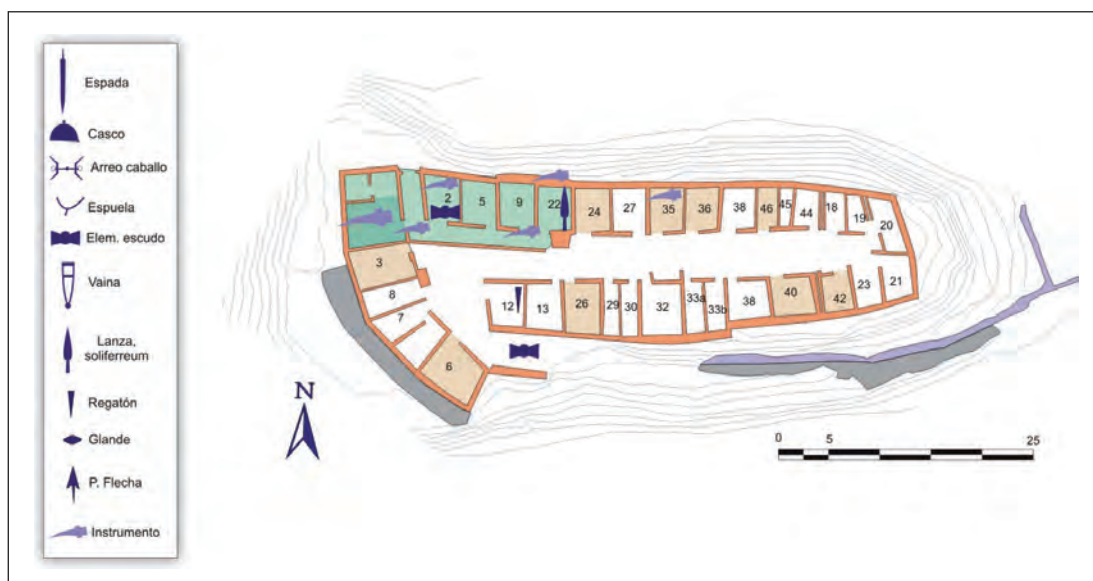 Espada
Casco
Arreo caballo
Espuela
Elem. escudo
Vaina
Lanza,
soliferreum
Regatón
Glande
P. Flecha
Instrumento
2
5
9
22
24
27
35
36
38
46
45
44
18
19
20
3
8
7
6
12
13
26
29
30
32
33a
33b
38
40
42
23
21
N
0 5 25